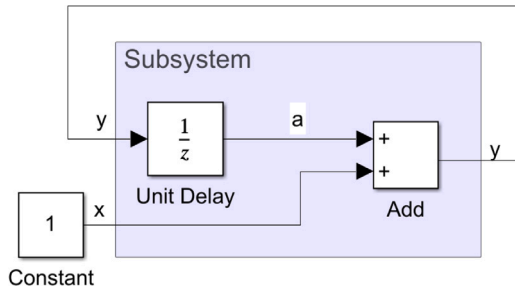 Subsystem
y
1
z
a
+
+
y
Unit Delay
Add
x
1
Constant